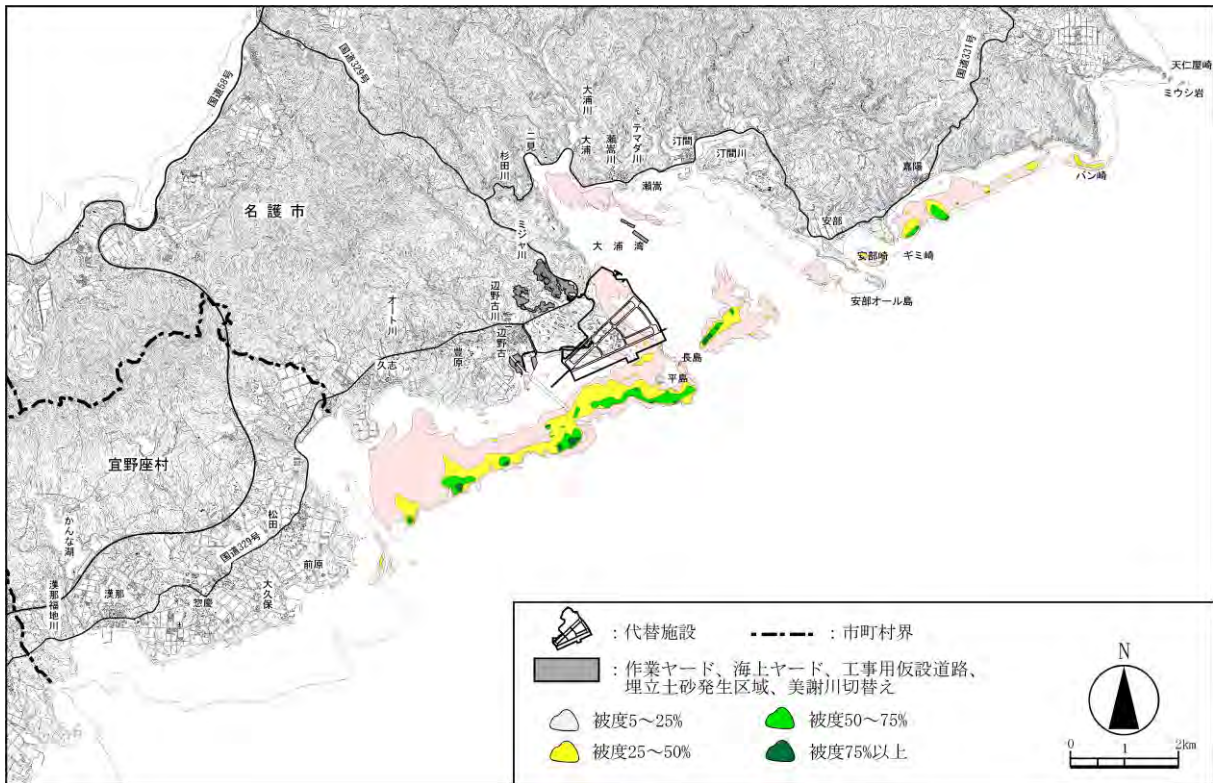 国道58号
国道329号
国道331号
天仁屋崎
ミウシ岩
バン崎
嘉陽
ギミ崎
安部崎
安部
安部オール島
汀間川
汀間
テマダ川
瀬嵩川
瀬嵩
大浦川
大浦
二見
杉田川
大浦湾
名護市
ミジャ川
辺野古川
辺野古
豊原
オート川
久志
長島
平島
宜野座村
かんな湖
松田
国道329号
前原
大久保
惣慶
漢那
漢那福地川
:代替施設
:市町村界
:作業ヤード、海上ヤード、工事用仮設道路、
埋立土砂発生区域、美謝川切替え
被度5～25%
被度50～75%
被度25～50%
被度75%以上
N
0 1 2km